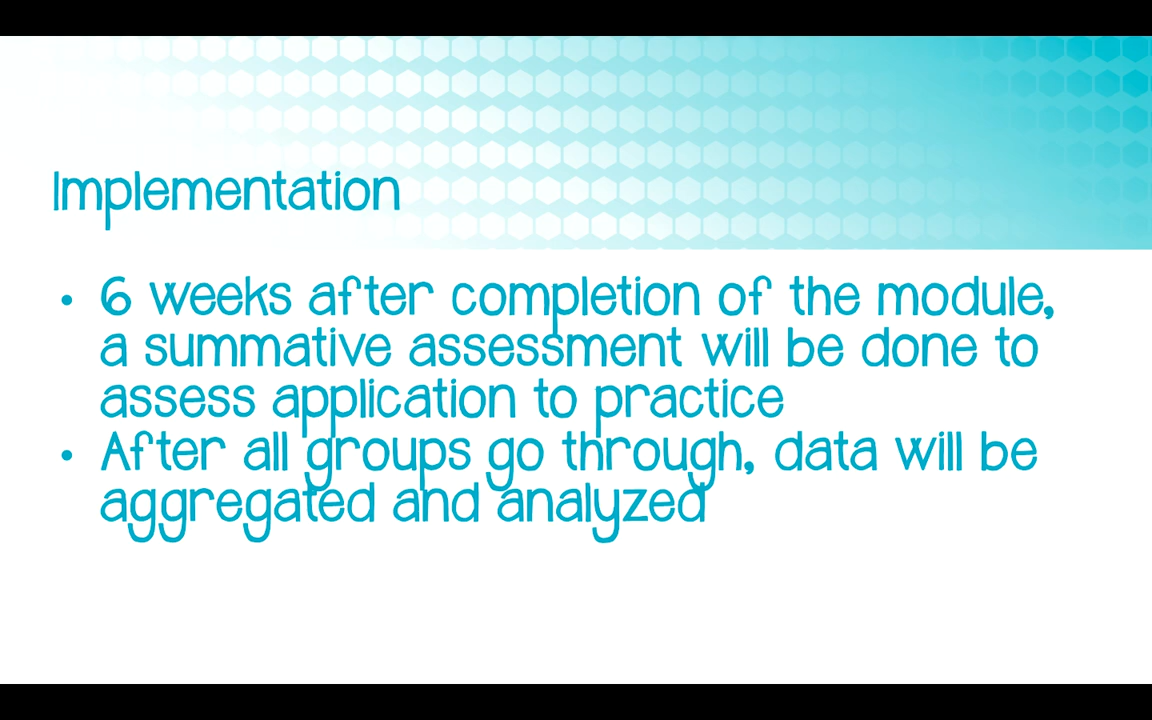 Implementation
• 6 weeks after completion of the module,
a summative assessment will be done to
assess application to practice
• After all groups go through, data will be
aggregated and analyzed